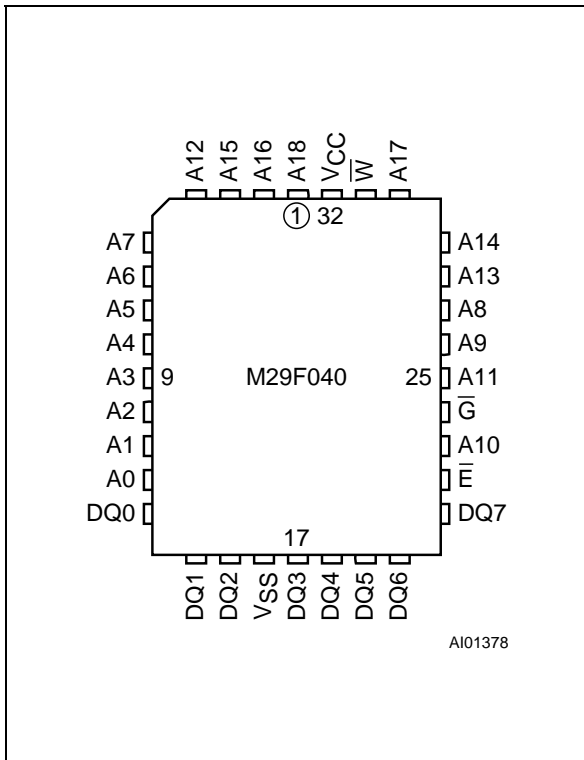 A12 A15 A16 A18 VCC W̅ A17
1 32
A7 A14
A6 A13
A5 A8
A4 A9
A3 9 M29F040 25 A11
A2 G̅
A1 A10
A0 E̅
DQ0 DQ7
17
DQ1 DQ2 VSS DQ3 DQ4 DQ5 DQ6
AI01378